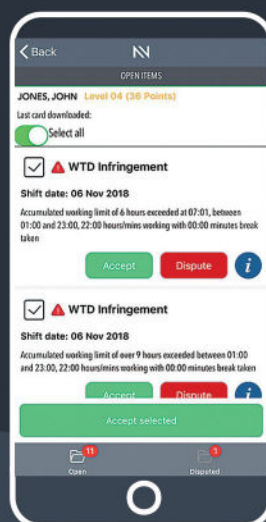 Back
OPEN ITEMS
JONES, JOHN Level 04 (36 Points)
Last card downloaded:
Select all
WTD Infringement
Shift date: 06 Nov 2018
Accumulated working limit of 6 hours exceeded at 07:01, between
01:00 and 23:00, 22:00 hours/mins working with 00:00 minutes break
taken
Accept Dispute i
WTD Infringement
Shift date: 06 Nov 2018
Accumulated working limit of over 9 hours exceeded between 01:00
and 23:00, 22:00 hours/mins working with 00:00 minutes break taken
Accept Dispute i
Accept selected
11 1
Open Disputed